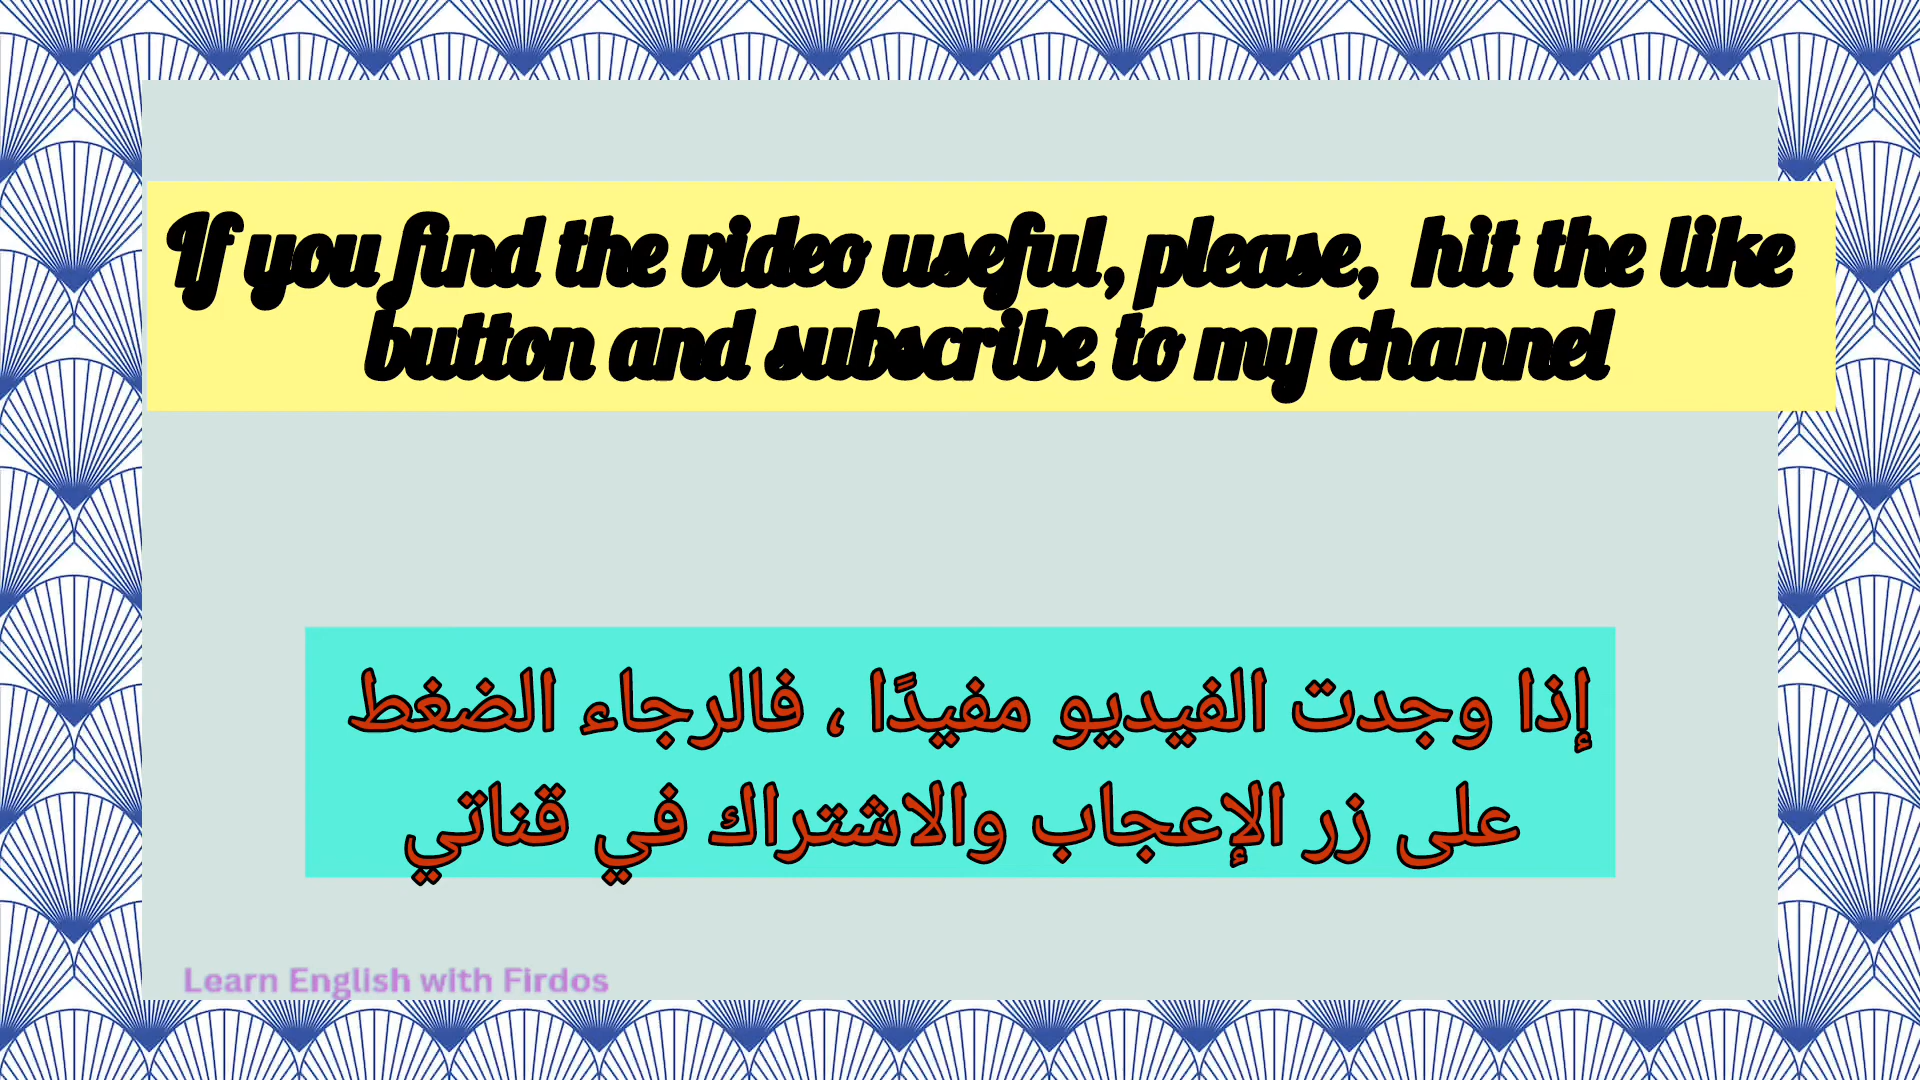 If you find the video useful, please, hit the like
button and subscribe to my channel
إذا وجدت الفيديو مفيدًا ، فالرجاء الضغط
على زر الإعجاب والاشتراك في قناتي
Learn English with Firdos